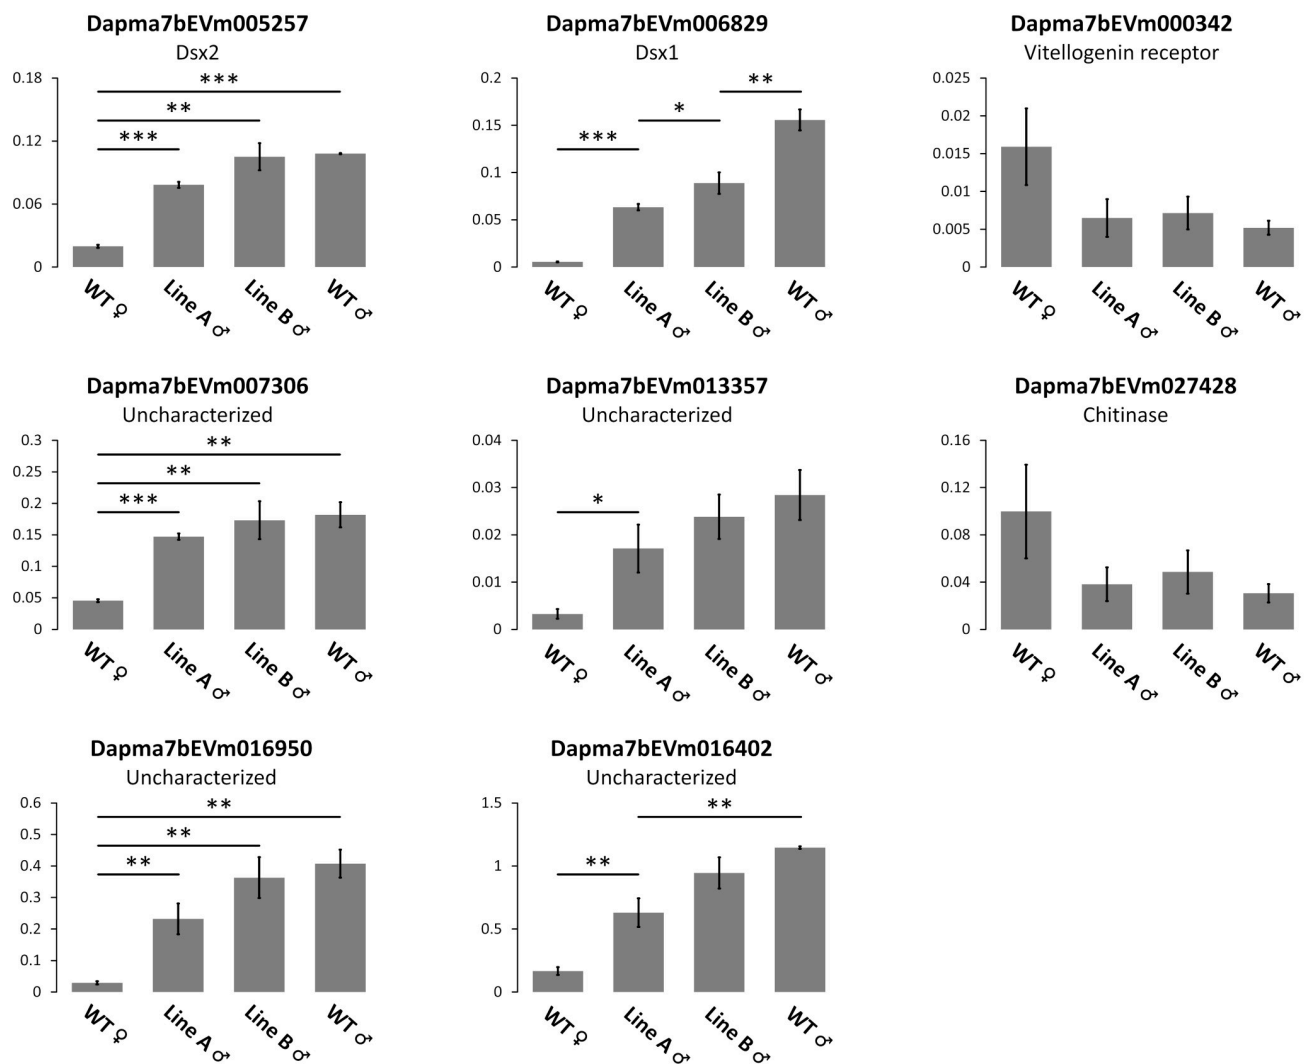 Dapma7bEVm005257
Dsx2
0.18
0.12
0.06
0
***
**
***
WT ♀
Line A ♂
Line B ♂
WT ♂
Dapma7bEVm006829
Dsx1
0.2
0.15
0.1
0.05
0
**
*
***
WT ♀
Line A ♂
Line B ♂
WT ♂
Dapma7bEVm000342
Vitellogenin receptor
0.025
0.02
0.015
0.01
0.005
0
WT ♀
Line A ♂
Line B ♂
WT ♂
Dapma7bEVm007306
Uncharacterized
0.3
0.25
0.2
0.15
0.1
0.05
0
**
**
***
WT ♀
Line A ♂
Line B ♂
WT ♂
Dapma7bEVm013357
Uncharacterized
0.04
0.03
0.02
0.01
0
*
WT ♀
Line A ♂
Line B ♂
WT ♂
Dapma7bEVm027428
Chitinase
0.16
0.12
0.08
0.04
0
WT ♀
Line A ♂
Line B ♂
WT ♂
Dapma7bEVm016950
Uncharacterized
0.6
0.5
0.4
0.3
0.2
0.1
0
**
**
**
WT ♀
Line A ♂
Line B ♂
WT ♂
Dapma7bEVm016402
Uncharacterized
1.5
1
0.5
0
**
**
WT ♀
Line A ♂
Line B ♂
WT ♂